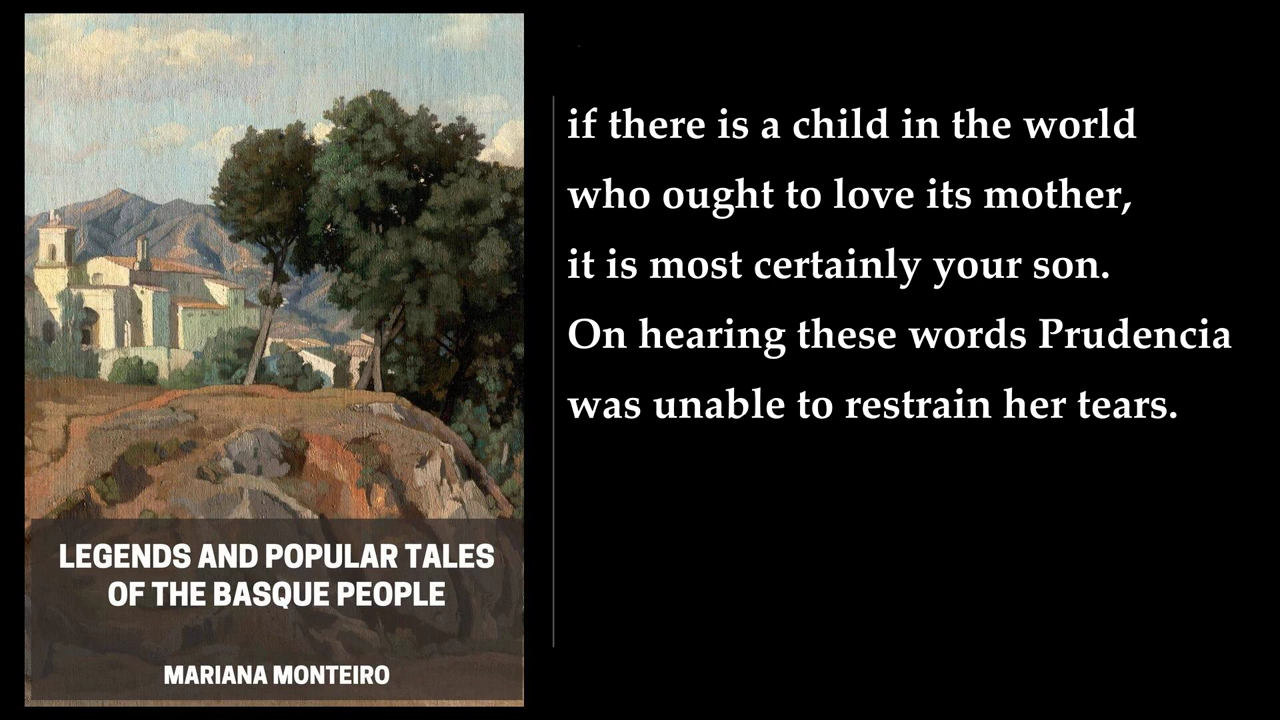 if there is a child in the world
who ought to love its mother,
it is most certainly your son.
On hearing these words Prudencia
was unable to restrain her tears.
LEGENDS AND POPULAR TALES
OF THE BASQUE PEOPLE
MARIANA MONTEIRO